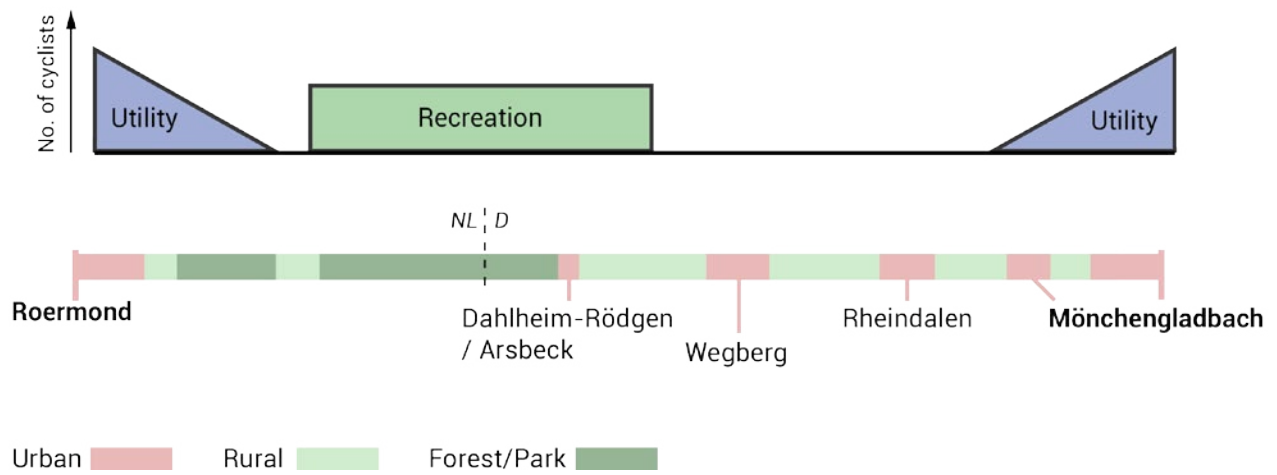 No. of cyclists
Utility
Recreation
Utility
NL D
Roermond
Dahlheim-Rödgen
/ Arsbeck
Wegberg
Rheindalen
Mönchengladbach
Urban
Rural
Forest/Park